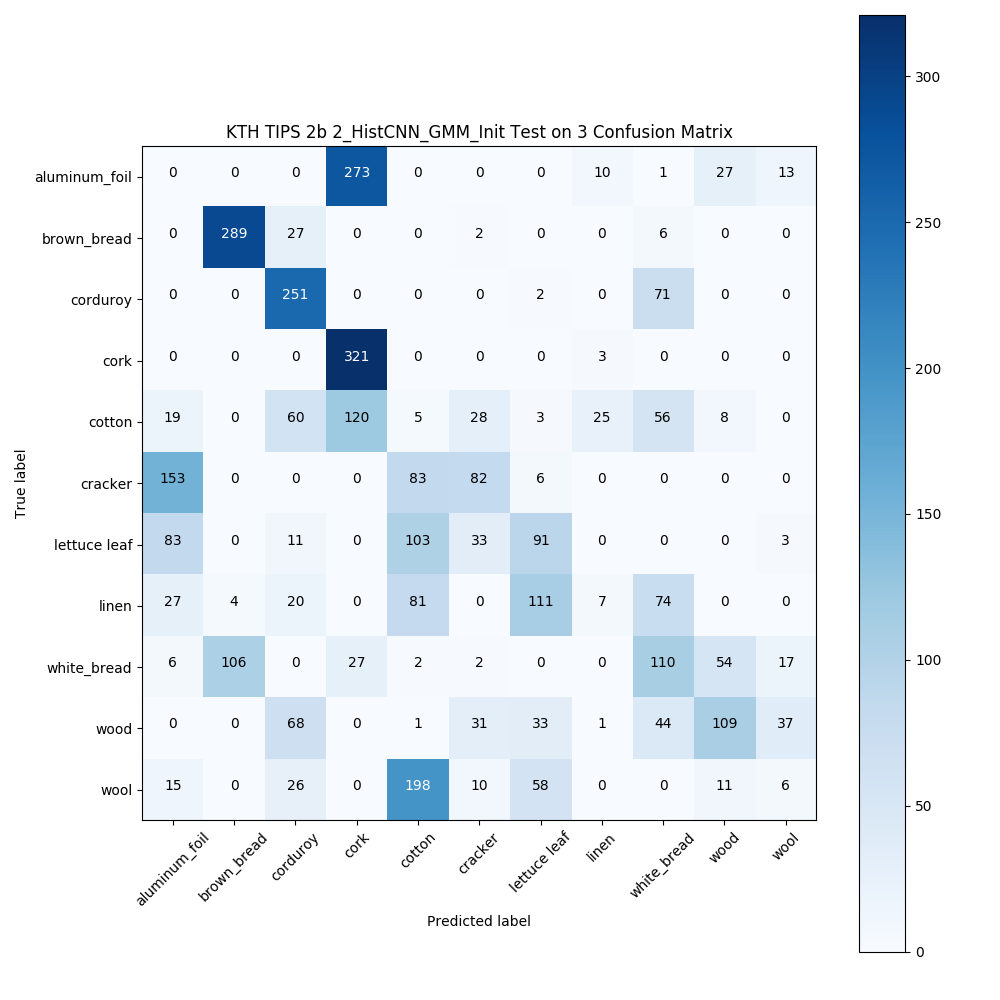 KTH TIPS 2b 2_HistCNN_GMM_Init Test on 3 Confusion Matrix
aluminum_foil 0 0 0 273 0 0 0 10 1 27 13
brown_bread 0 289 27 0 0 2 0 0 6 0 0
corduroy 0 0 251 0 0 0 2 0 71 0 0
cork 0 0 0 321 0 0 0 3 0 0 0
cotton 19 0 60 120 5 28 3 25 56 8 0
cracker 153 0 0 0 83 82 6 0 0 0 0
lettuce leaf 83 0 11 0 103 33 91 0 0 0 3
linen 27 4 20 0 81 0 111 7 74 0 0
white_bread 6 106 0 27 2 2 0 0 110 54 17
wood 0 0 68 0 1 31 33 1 44 109 37
wool 15 0 26 0 198 10 58 0 0 11 6
aluminum_foil brown_bread corduroy cork cotton cracker lettuce leaf linen white_bread wood wool
Predicted label
True label
300
250
200
150
100
50
0